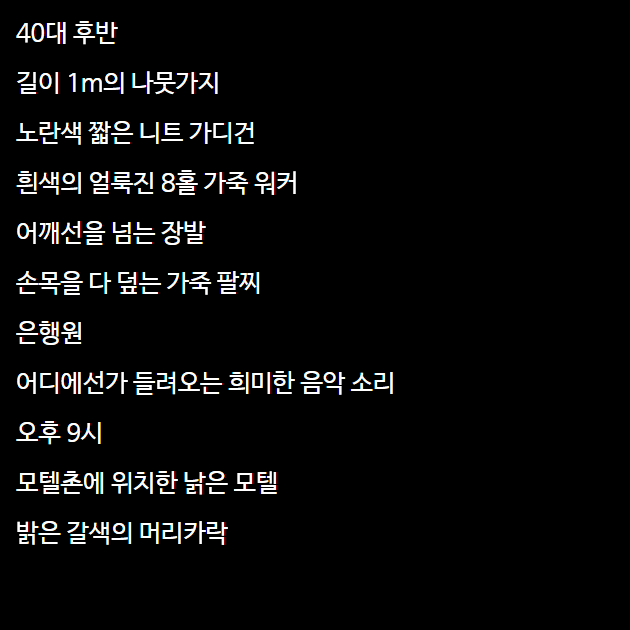 40대 후반
길이 1m의 나뭇가지
노란색 짧은 니트 가디건
흰색의 얼룩진 8홀 가죽 워커
어깨선을 넘는 장발
손목을 다 덮는 가죽 팔찌
은행원
어디에선가 들려오는 희미한 음악 소리
오후 9시
모텔촌에 위치한 낡은 모텔
밝은 갈색의 머리카락